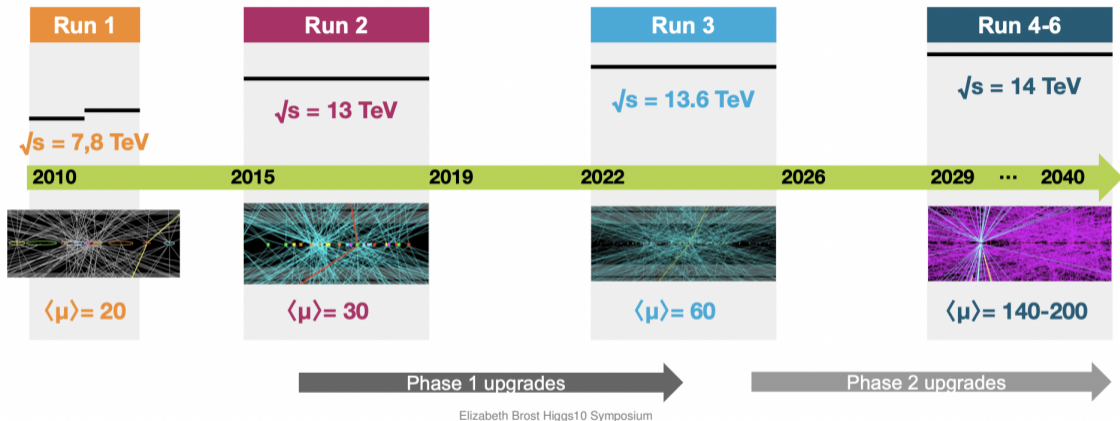 Run 1
Run 2
Run 3
Run 4-6
√s = 7,8 TeV
√s = 13 TeV
√s = 13.6 TeV
√s = 14 TeV
2010 2015 2019 2022 2026 2029 ... 2040
⟨μ⟩= 20
⟨μ⟩= 30
⟨μ⟩= 60
⟨μ⟩= 140-200
Phase 1 upgrades
Phase 2 upgrades
Elizabeth Brost Higgs10 Symposium